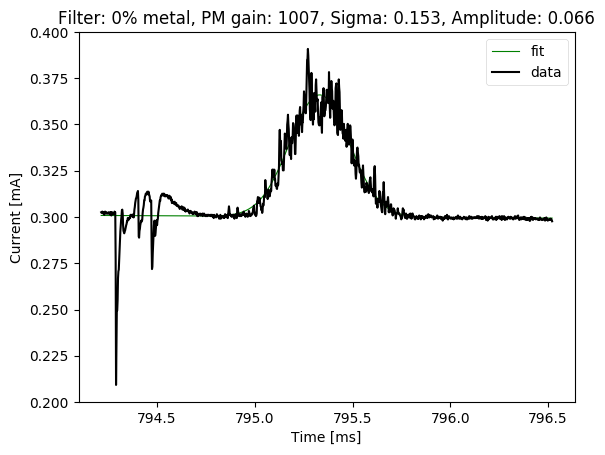 Filter: 0% metal, PM gain: 1007, Sigma: 0.153, Amplitude: 0.066
0.400
fit
data
0.375
0.350
0.325
0.300
0.275
0.250
0.225
0.200
Current [mA]
794.5 795.0 795.5 796.0 796.5
Time [ms]